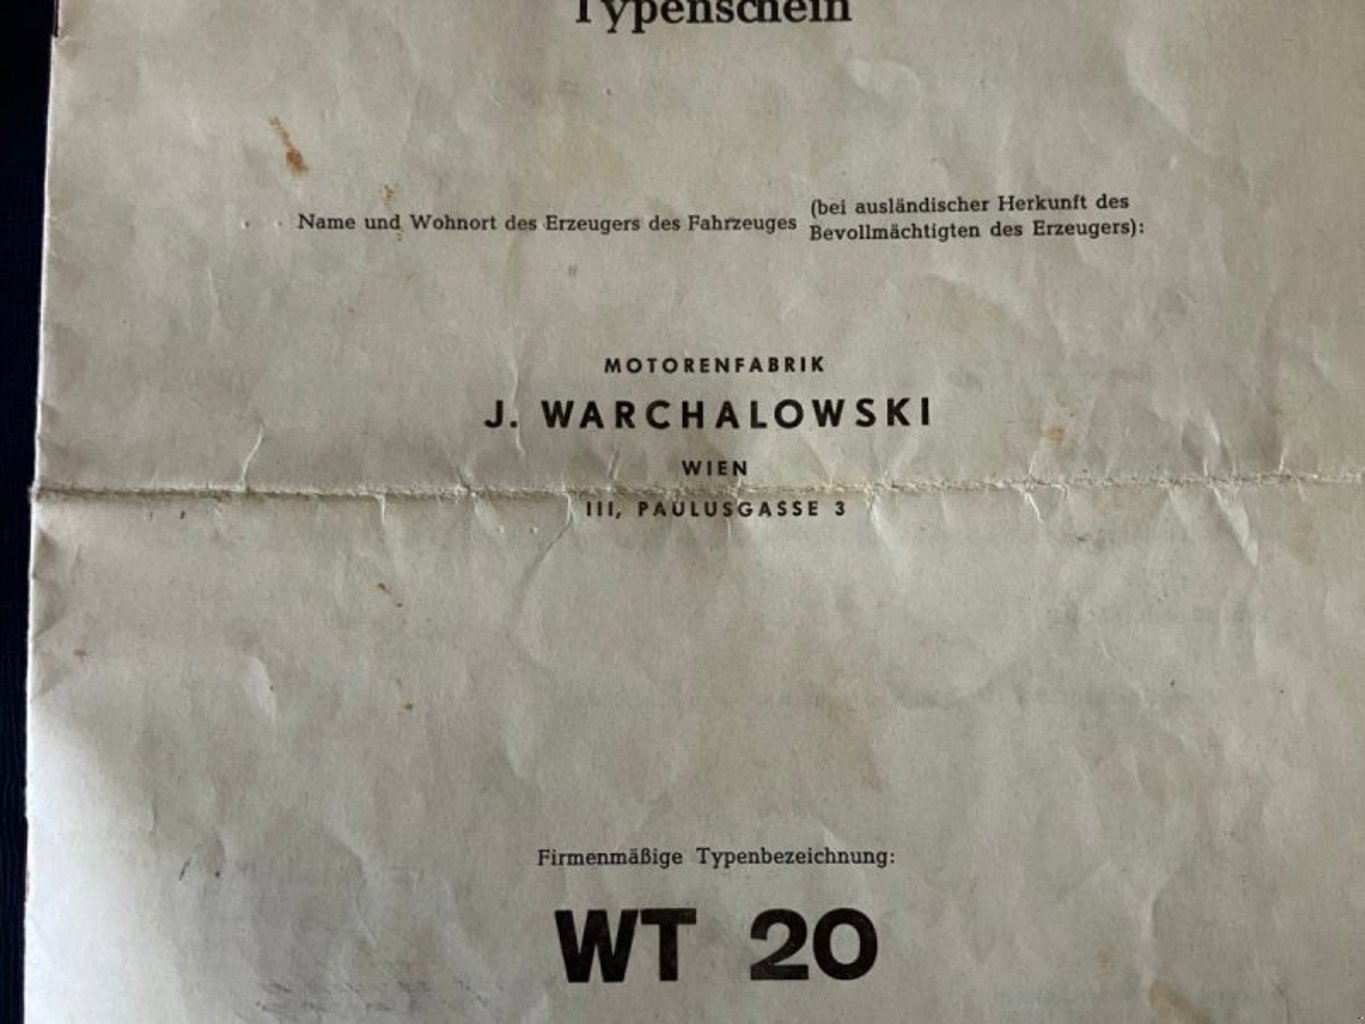 Typenschein
Name und Wohnort des Erzeugers des Fahrzeuges (bei ausländischer Herkunft des
Bevollmächtigten des Erzeugers):
MOTORENFABRIK
J. WARCHALOWSKI
WIEN
III, PAULUSGASSE 3
Firmenmäßige Typenbezeichnung:
WT 20